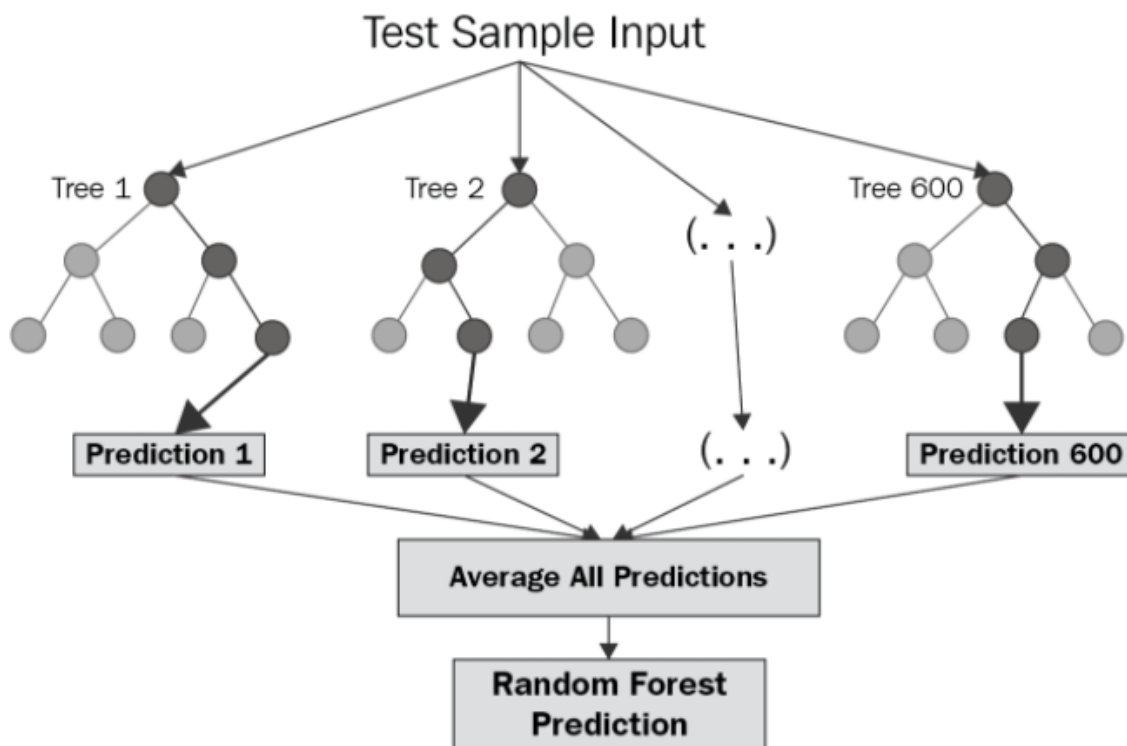 Test Sample Input
Tree 1
Tree 2
Tree 600
(. . .)
Prediction 1
Prediction 2
(. . .)
Prediction 600
Average All Predictions
Random Forest
Prediction